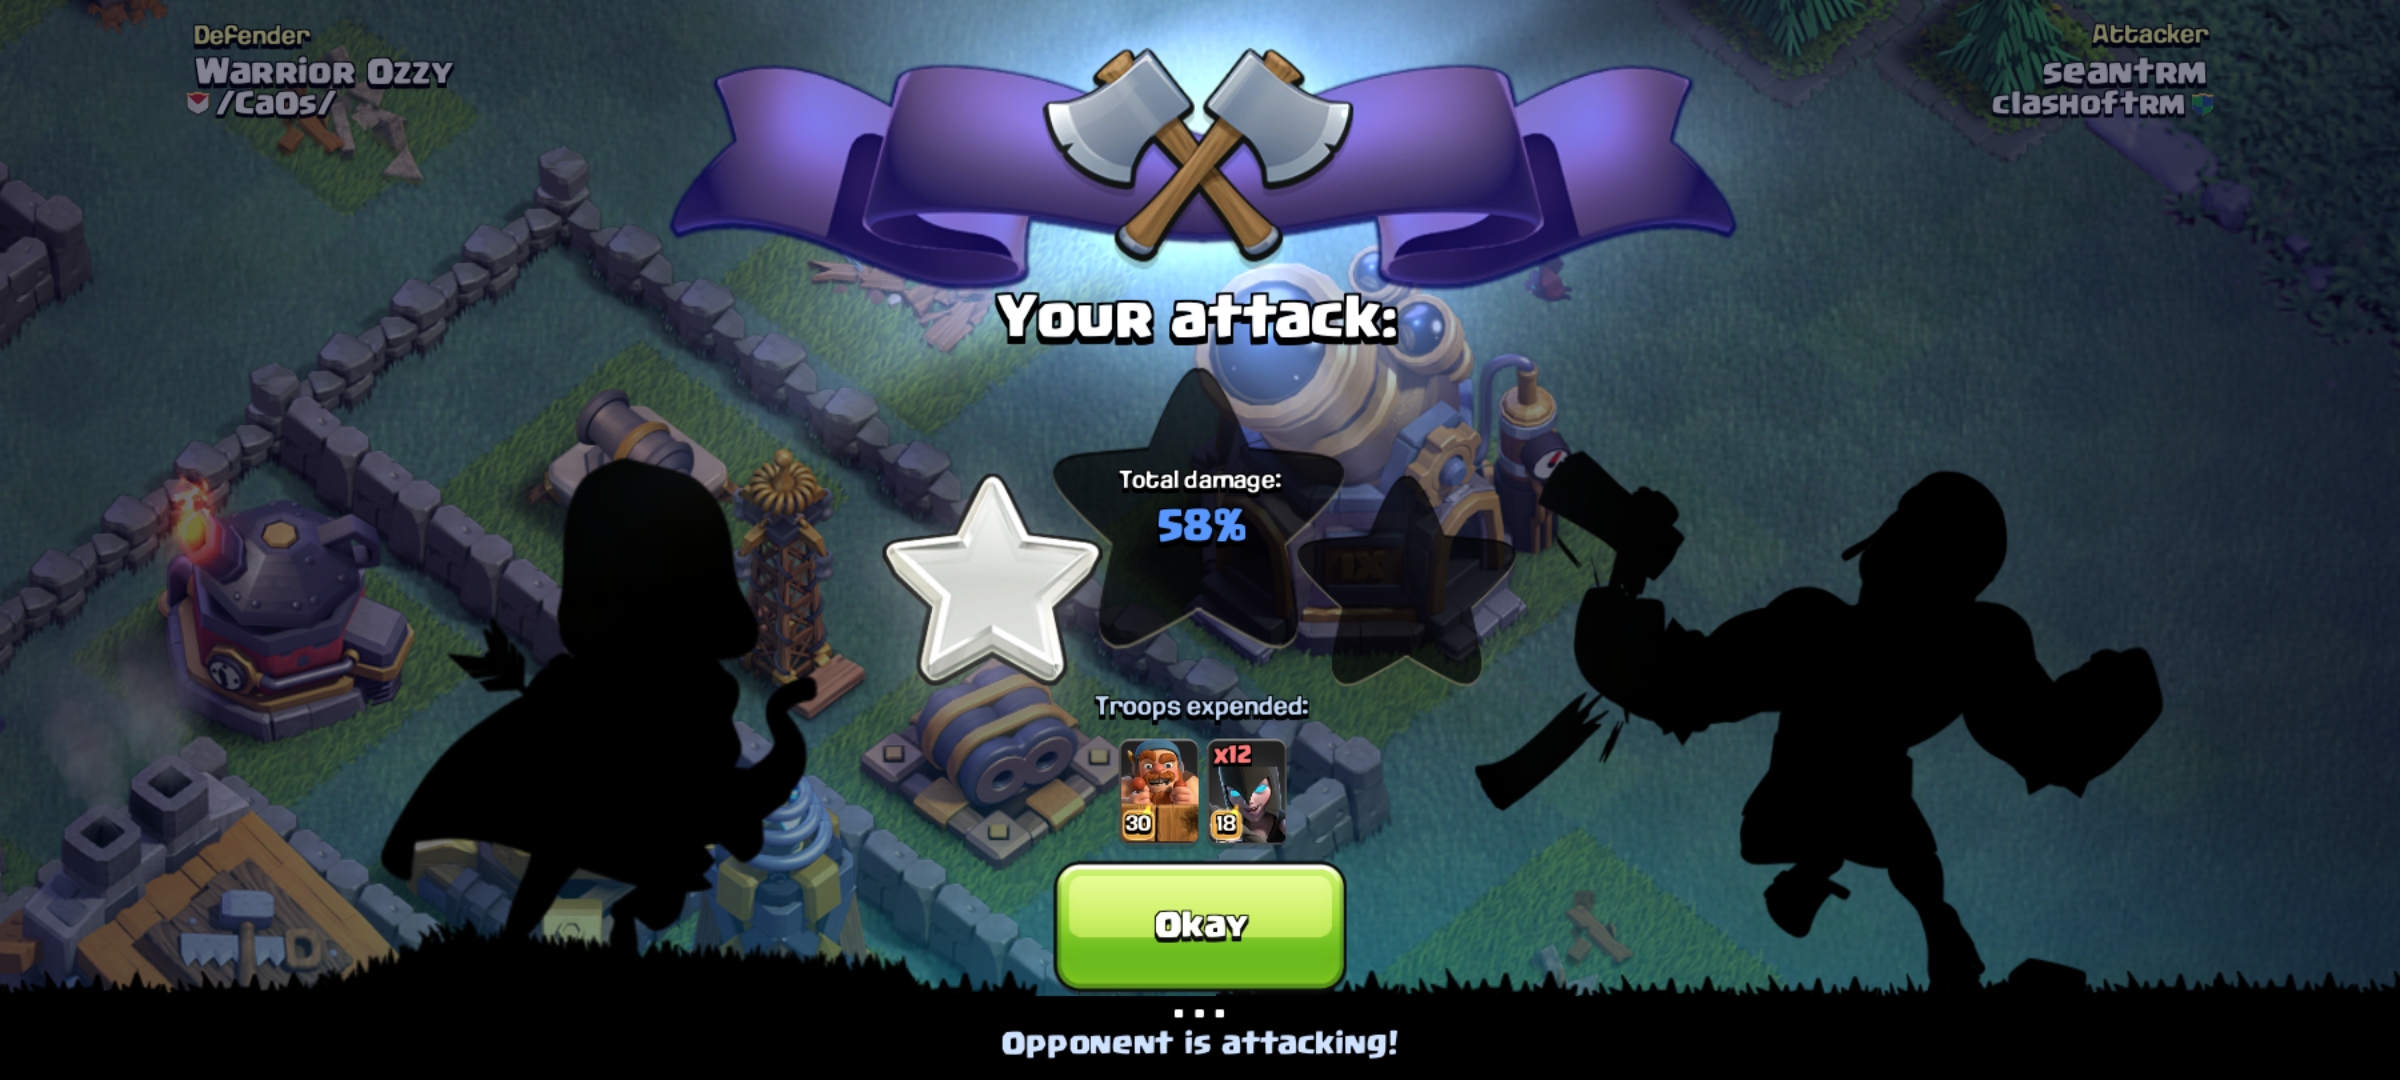 Defender
Warrior Ozzy
/CaOs/
Attacker
seantRM
clashoftRM
Your attack:
Total damage:
58%
Troops expended:
x12
30
18
Okay
...
Opponent is attacking!